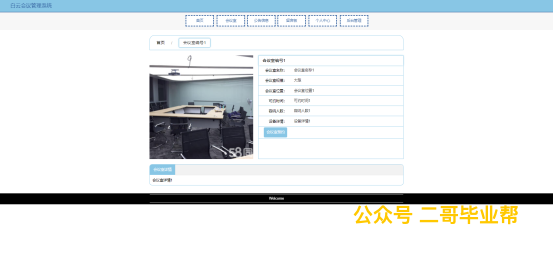 白云会议管理系统
首页 会议室 公告信息 留言板 个人中心 后台管理
首页 / 会议室编号1
会议室编号1
会议室名称： 会议室名称1
会议室规模： 大型
会议室位置： 会议室位置1
可用时间： 可用时间1
容纳人数： 容纳人数1
设备详情： 设备详情1
会议室预约
58同
会议室详情
会议室详情1
Welcome
公众号 二哥毕业帮